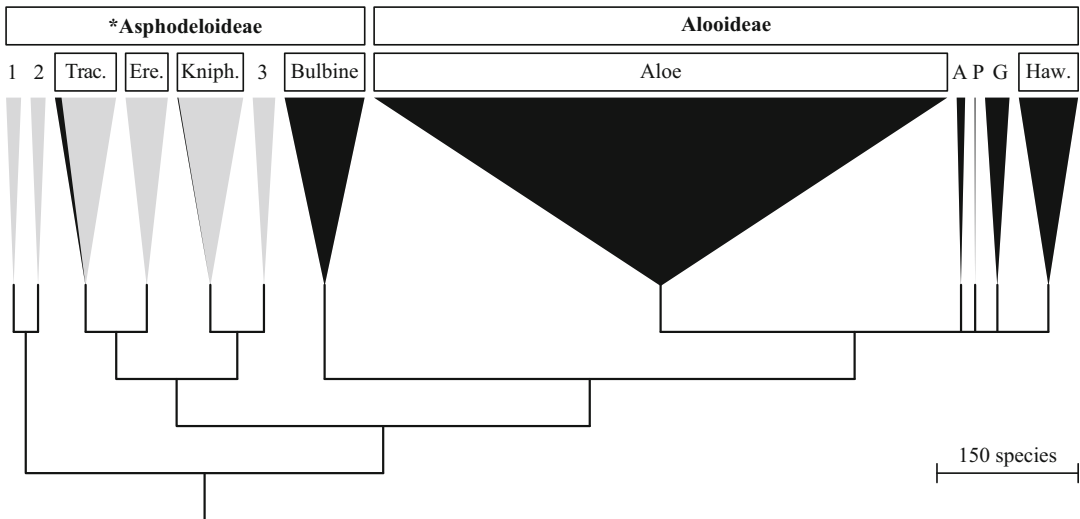 *Asphodeloideae Alooideae
1 2 Trac. Ere. Kniph. 3 Bulbine Aloe A P G Haw.
150 species